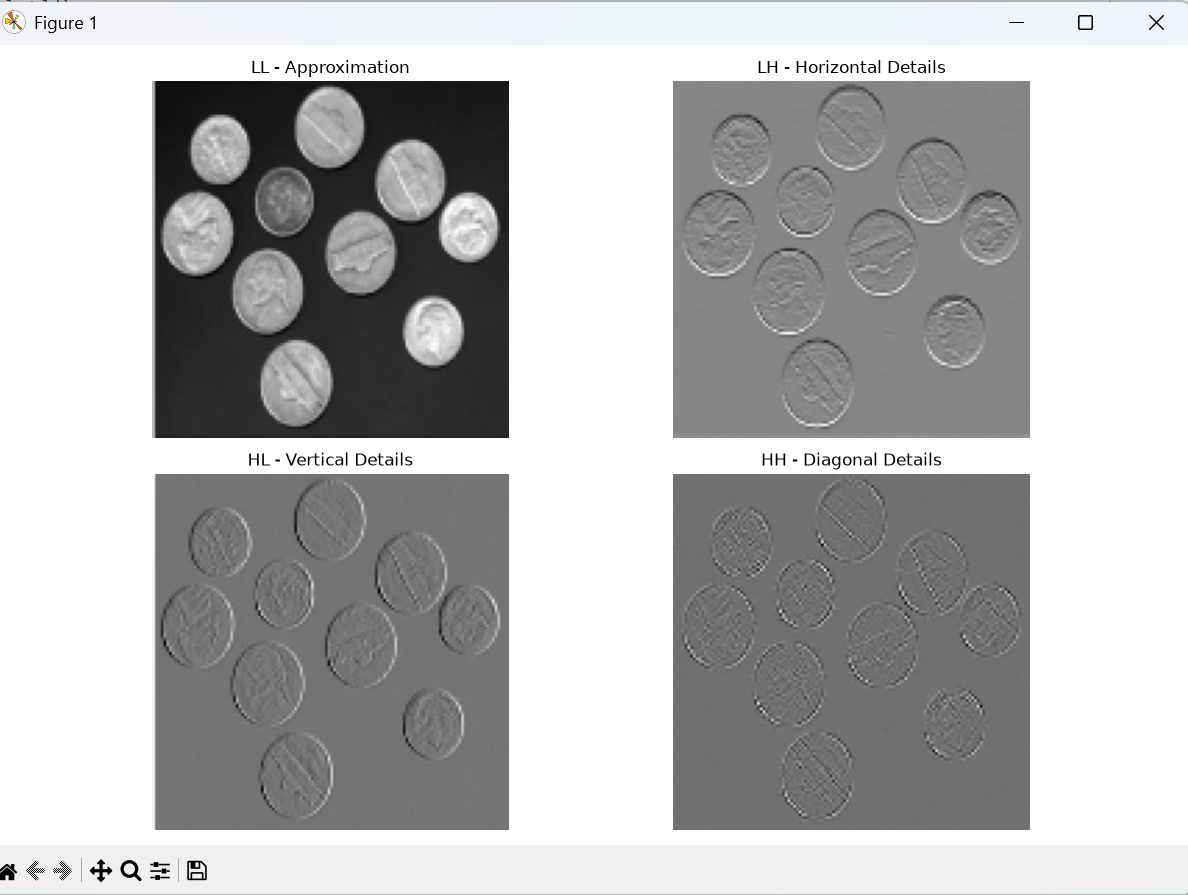 Figure 1
LL - Approximation
LH - Horizontal Details
HL - Vertical Details
HH - Diagonal Details